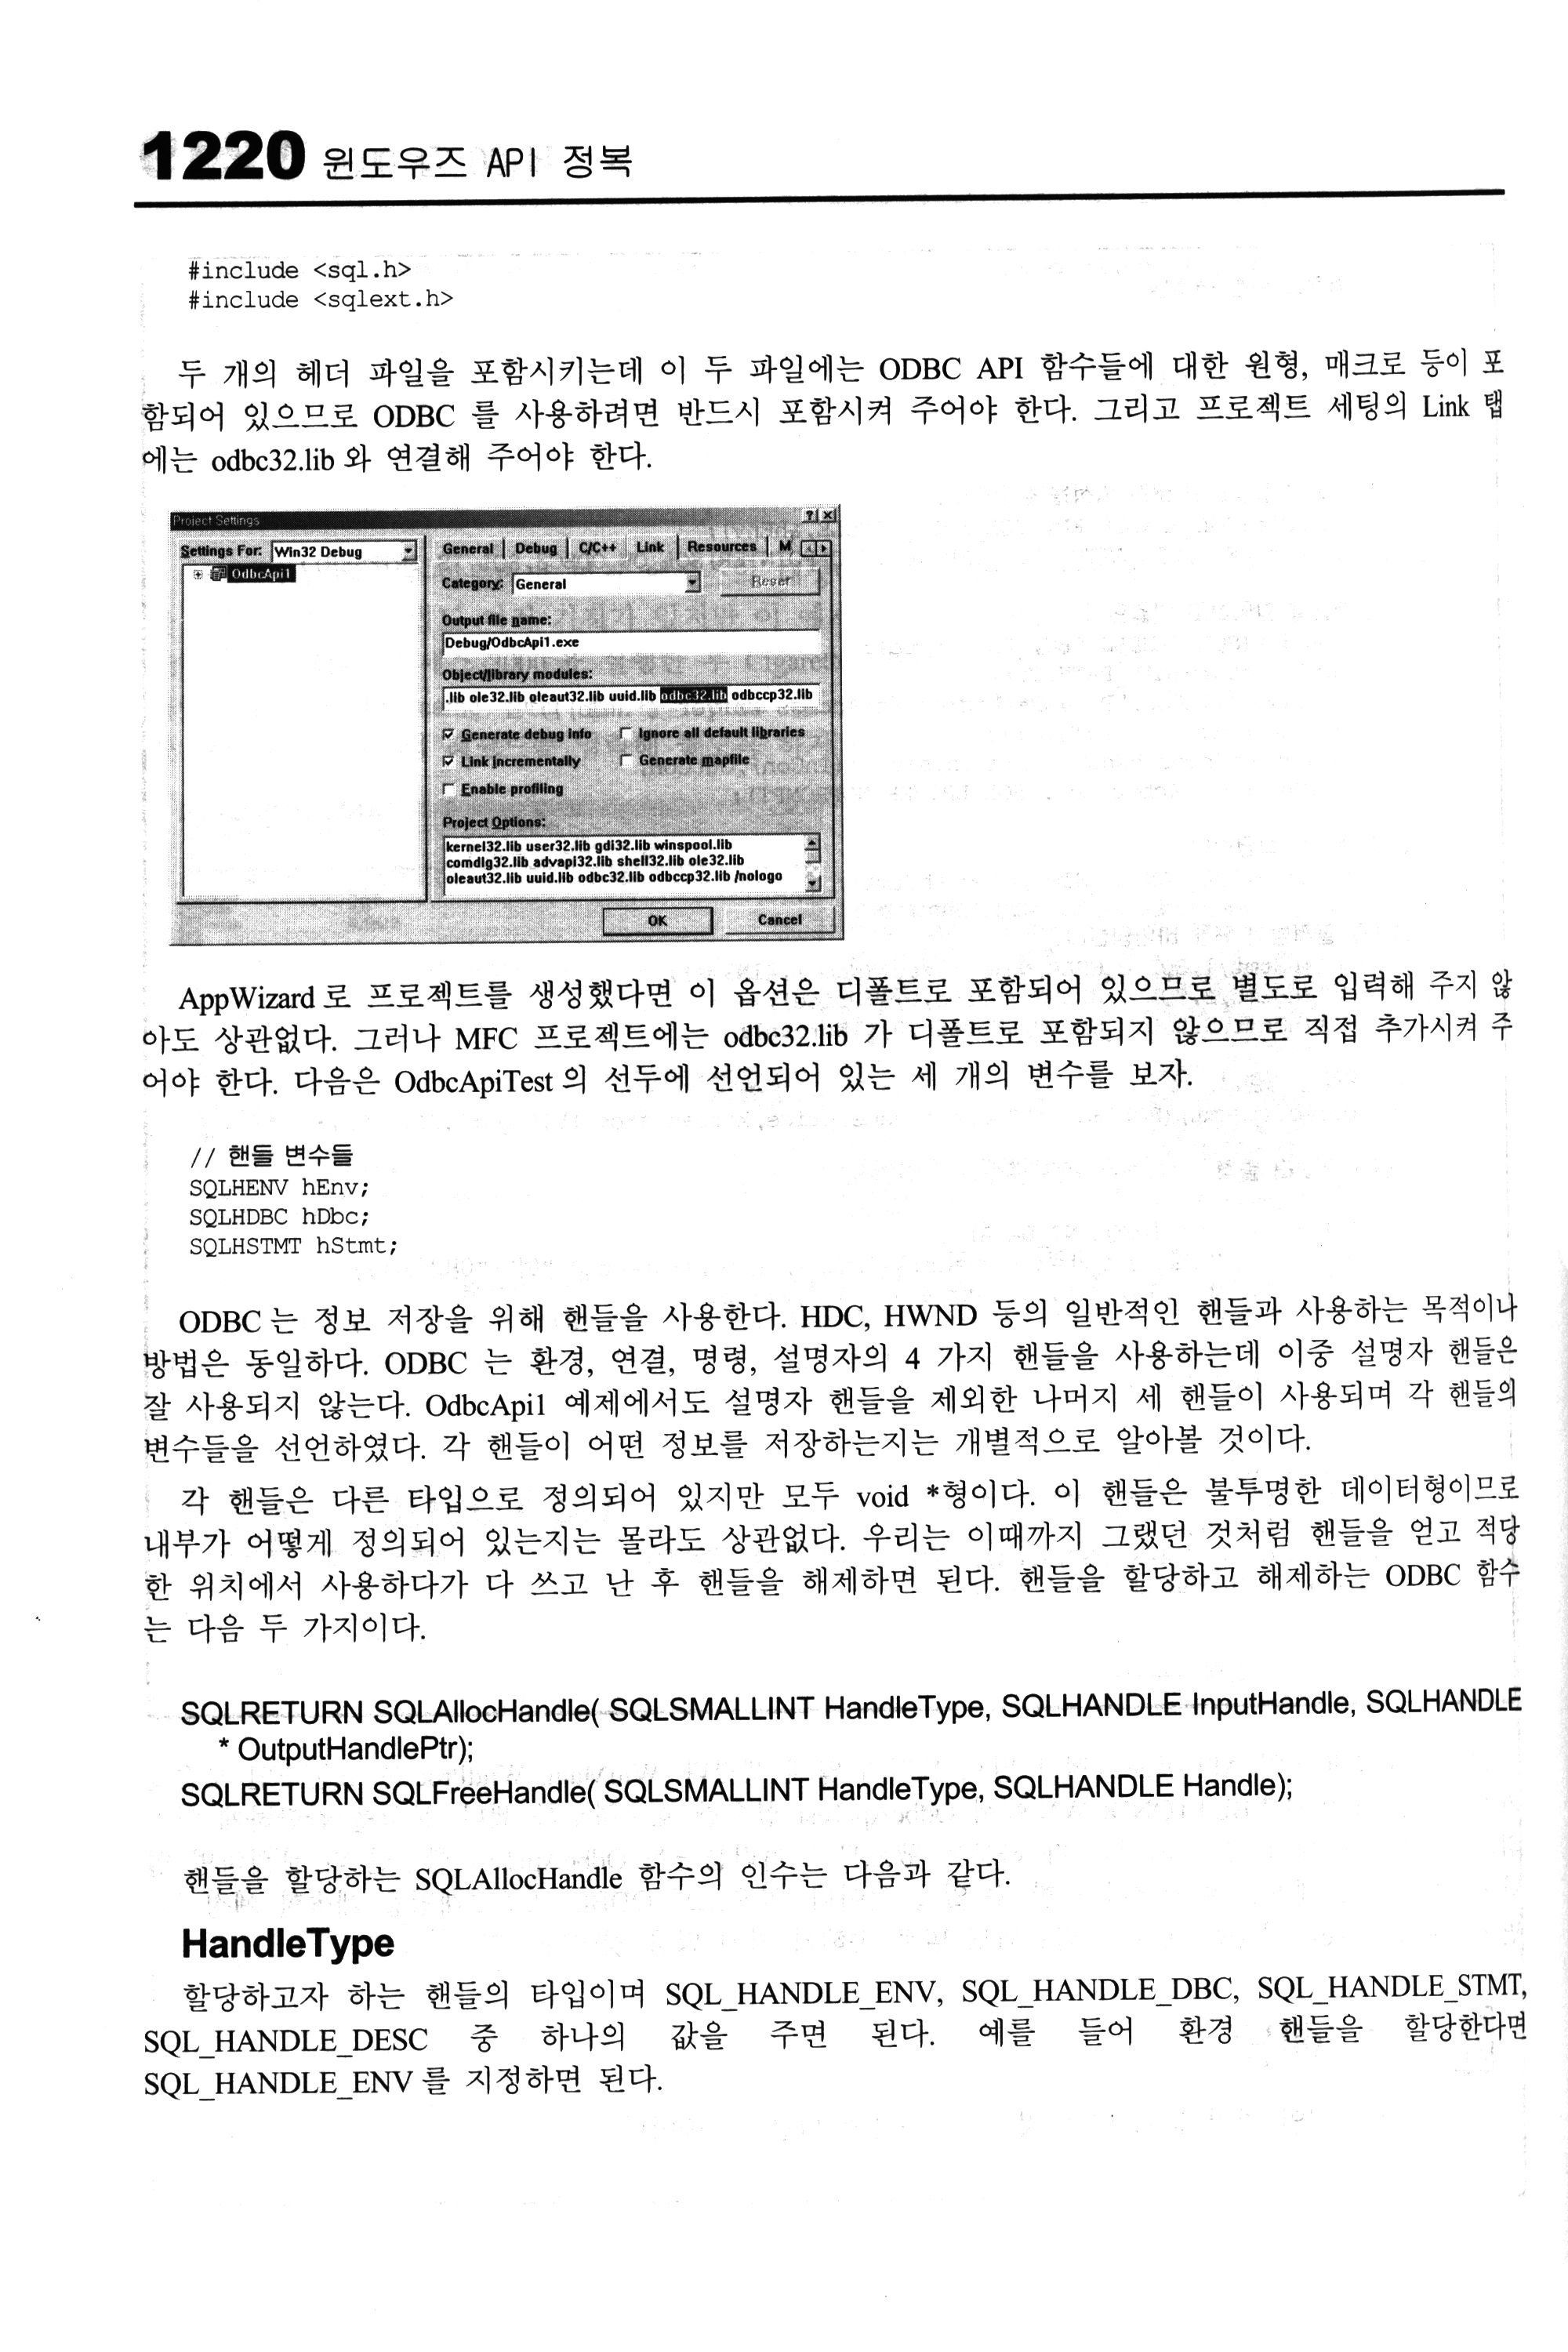 1220 윈도우즈 API 정복
#include <sql.h>
#include <sqlext.h>
두 개의 헤더 파일을 포함시키는데 이 두 파일에는 ODBC API 함수들에 대한 원형, 매크로 등이 포
함되어 있으므로 ODBC 를 사용하려면 반드시 포함시켜 주어야 한다. 그리고 프로젝트 세팅의 Link 탭
에는 odbc32.lib 와 연결해 주어야 한다.
Project Settings
Settings For: Win32 Debug
OdbcApi1
General Debug C/C++ Link Resources M
Category: General Reset
Output file name:
Debug/OdbcApi1.exe
Object/library modules:
.lib ole32.lib oleaut32.lib uuid.lib odbc32.lib odbccp32.lib
Generate debug info Ignore all default libraries
Link incrementally Generate mapfile
Enable profiling
Project Options:
kernel32.lib user32.lib gdi32.lib winspool.lib
comdlg32.lib advapi32.lib shell32.lib ole32.lib
oleaut32.lib uuid.lib odbc32.lib odbccp32.lib /nologo
OK Cancel
AppWizard 로 프로젝트를 생성했다면 이 옵션은 디폴트로 포함되어 있으므로 별도로 입력해 주지 않
아도 상관없다. 그러나 MFC 프로젝트에는 odbc32.lib 가 디폴트로 포함되지 않으므로 직접 추가시켜 주
어야 한다. 다음은 OdbcApiTest 의 선두에 선언되어 있는 세 개의 변수를 보자.
// 핸들 변수들
SQLHENV hEnv;
SQLHDBC hDbc;
SQLHSTMT hStmt;
ODBC 는 정보 저장을 위해 핸들을 사용한다. HDC, HWND 등의 일반적인 핸들과 사용하는 목적이나
방법은 동일하다. ODBC 는 환경, 연결, 명령, 설명자의 4 가지 핸들을 사용하는데 이중 설명자 핸들은
잘 사용되지 않는다. OdbcApi1 예제에서도 설명자 핸들을 제외한 나머지 세 핸들이 사용되며 각 핸들의
변수들을 선언하였다. 각 핸들이 어떤 정보를 저장하는지는 개별적으로 알아볼 것이다.
각 핸들은 다른 타입으로 정의되어 있지만 모두 void *형이다. 이 핸들은 불투명한 데이터형이므로
내부가 어떻게 정의되어 있는지는 몰라도 상관없다. 우리는 이때까지 그랬던 것처럼 핸들을 얻고 적당
한 위치에서 사용하다가 다 쓰고 난 후 핸들을 해제하면 된다. 핸들을 할당하고 해제하는 ODBC 함수
는 다음 두 가지이다.
SQLRETURN SQLAllocHandle( SQLSMALLINT HandleType, SQLHANDLE InputHandle, SQLHANDLE
* OutputHandlePtr);
SQLRETURN SQLFreeHandle( SQLSMALLINT HandleType, SQLHANDLE Handle);
핸들을 할당하는 SQLAllocHandle 함수의 인수는 다음과 같다.
HandleType
할당하고자 하는 핸들의 타입이며 SQL_HANDLE_ENV, SQL_HANDLE_DBC, SQL_HANDLE_STMT,
SQL_HANDLE_DESC 중 하나의 값을 주면 된다. 예를 들어 환경 핸들을 할당한다면
SQL_HANDLE_ENV 를 지정하면 된다.